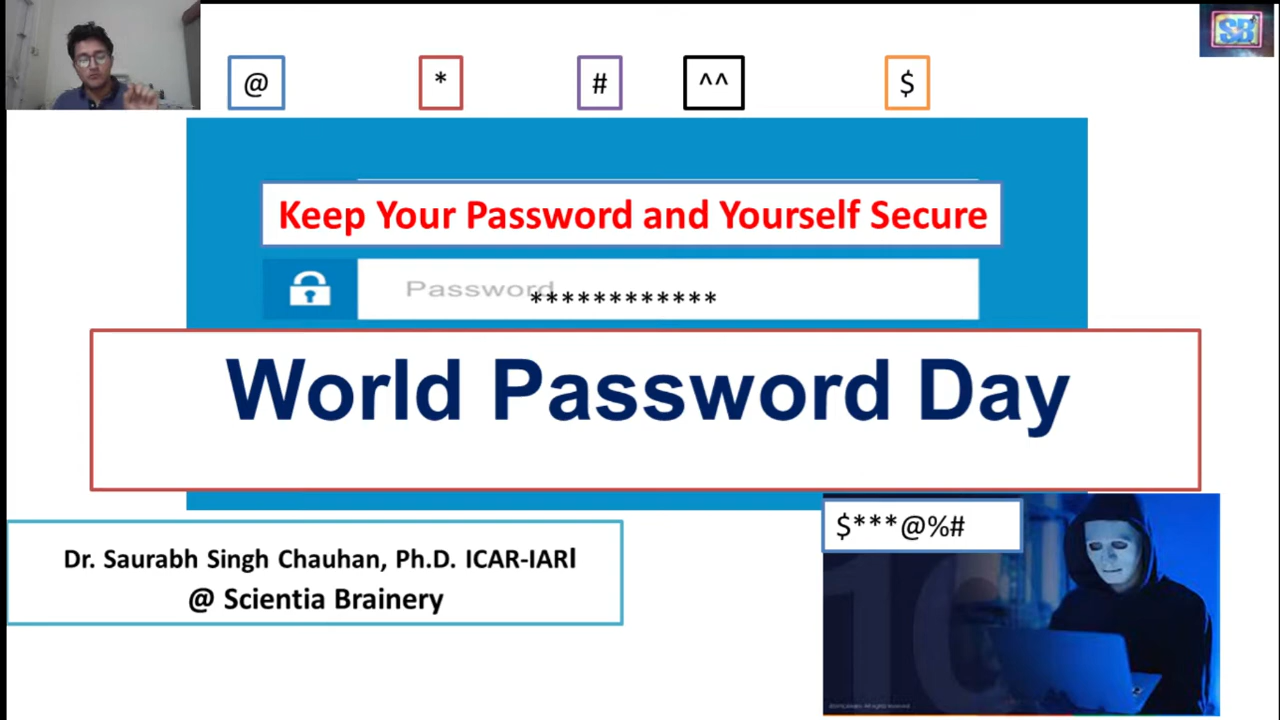 SB
@ * # ^^ $
Keep Your Password and Yourself Secure
Password
************
World Password Day
$***@%#
Dr. Saurabh Singh Chauhan, Ph.D. ICAR-IARI
@ Scientia Brainery
10